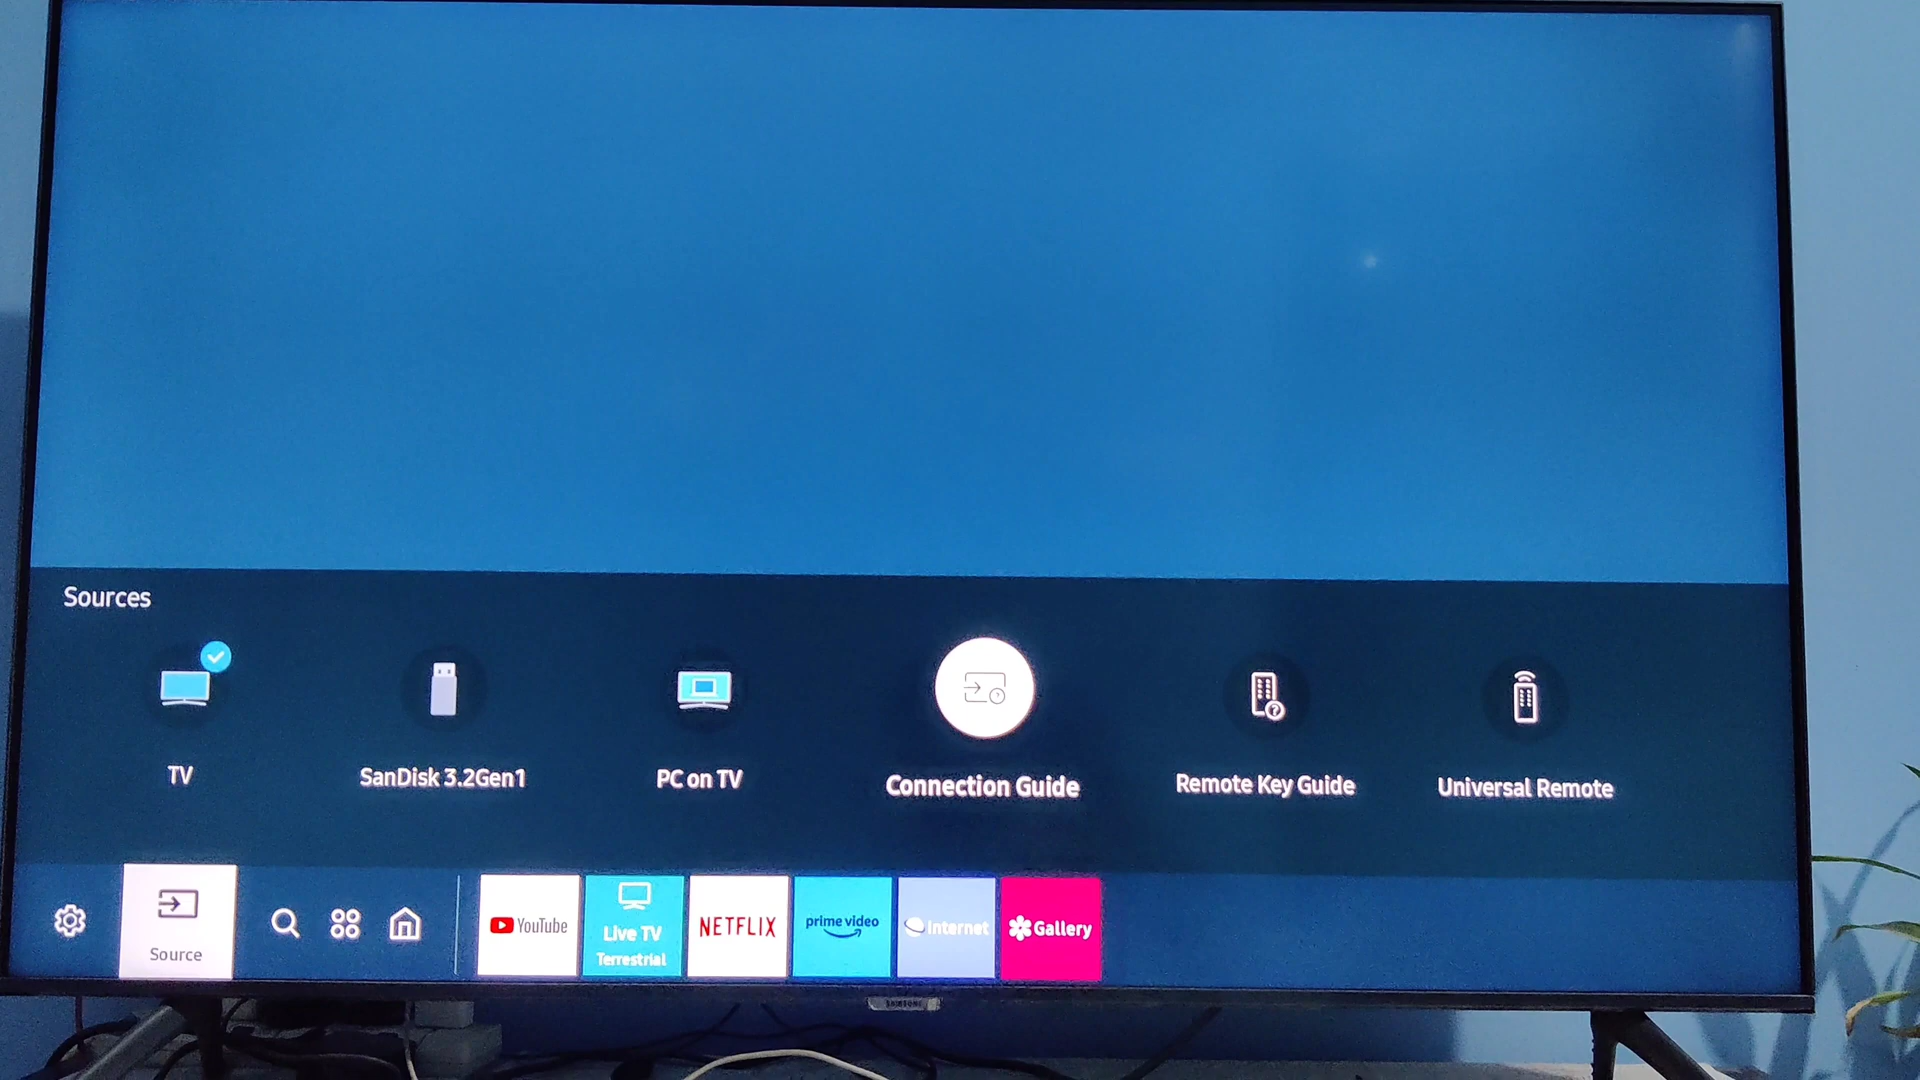 Sources
TV
SanDisk 3.2Gen1
PC on TV
Connection Guide
Remote Key Guide
Universal Remote
Source
YouTube
Live TV
Terrestrial
NETFLIX
prime video
Internet
Gallery
SAMSUNG